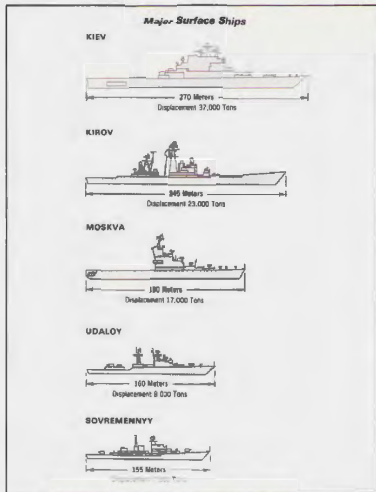 Major Surface Ships
KIEV
270 Meters
Displacement 37,000 Tons
KIROV
Meters
Displacement 23,000 Tons
MOSKVA
Meters
Displacement 17,000 Tons
UDALOY
160 Meters
Displacement 8,000 Tons
SOVREMENNYY
155 Meters